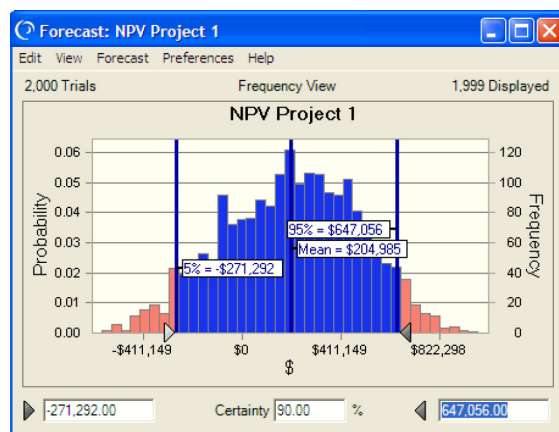 Forecast: NPV Project 1
Edit View Forecast Preferences Help
2,000 Trials Frequency View 1,999 Displayed
NPV Project 1
0.06 120
0.05 100
0.04 80
0.03 60
0.02 40
0.01 20
0.00 0
Probability
Frequency
95% = $647,056
Mean = $204,985
5% = -$271,292
-$411,149 $0 $411,149 $822,298
$
-271,292.00 Certainty 90.00 % 647,056.00